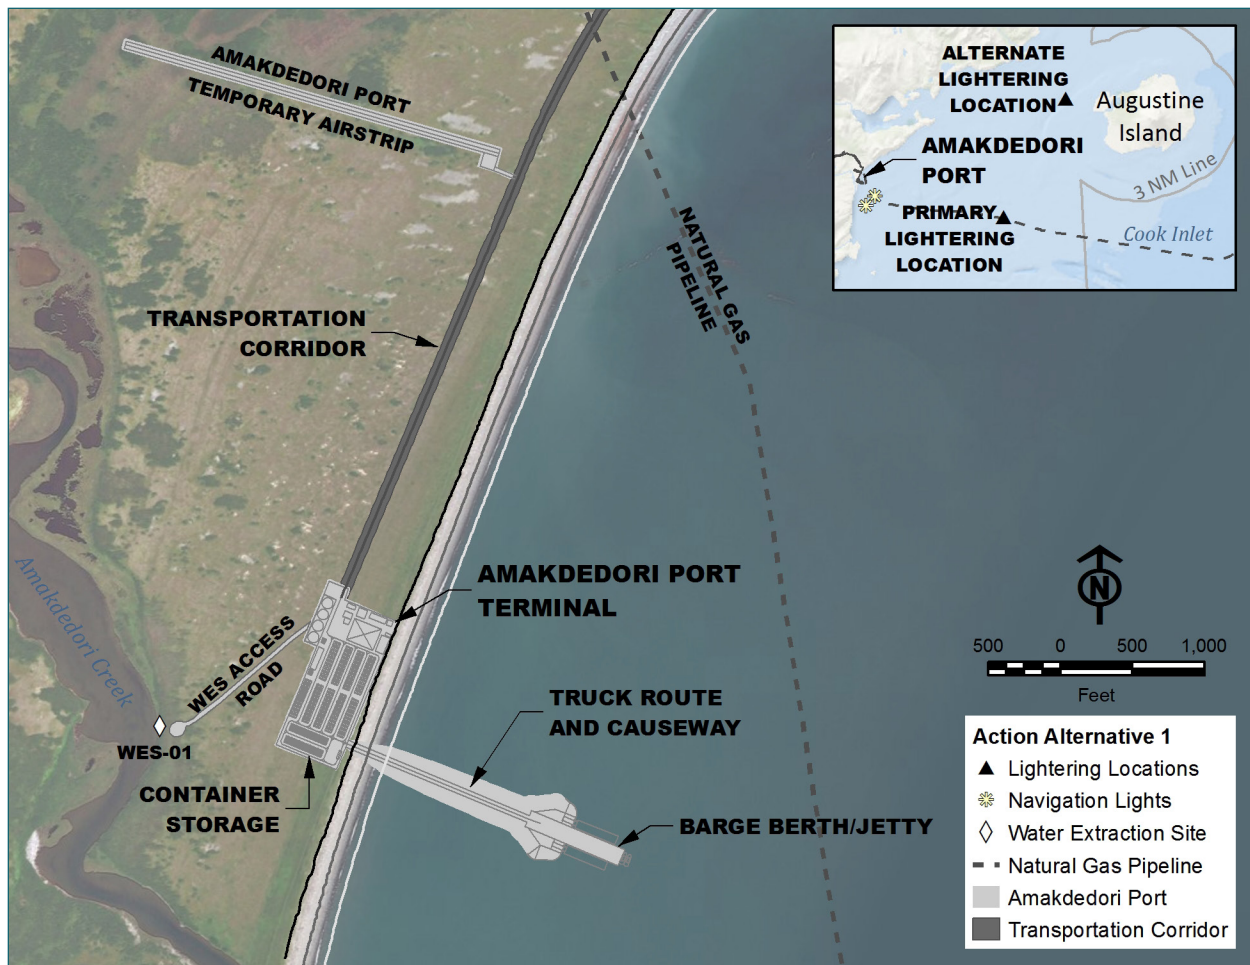 AMAKDEDORI PORT
TEMPORARY AIRSTRIP
NATURAL GAS
PIPELINE
TRANSPORTATION
CORRIDOR
AMAKDEDORI PORT
TERMINAL
Amakdedori Creek
WES ACCESS
ROAD
WES-01
TRUCK ROUTE
AND CAUSEWAY
CONTAINER
STORAGE
BARGE BERTH/JETTY
ALTERNATE
LIGHTERING
LOCATION
Augustine
Island
AMAKDEDORI
PORT
3 NM Line
PRIMARY
LIGHTERING
LOCATION
Cook Inlet
N
500 0 500 1,000
Feet
Action Alternative 1
Lightering Locations
Navigation Lights
Water Extraction Site
Natural Gas Pipeline
Amakdedori Port
Transportation Corridor